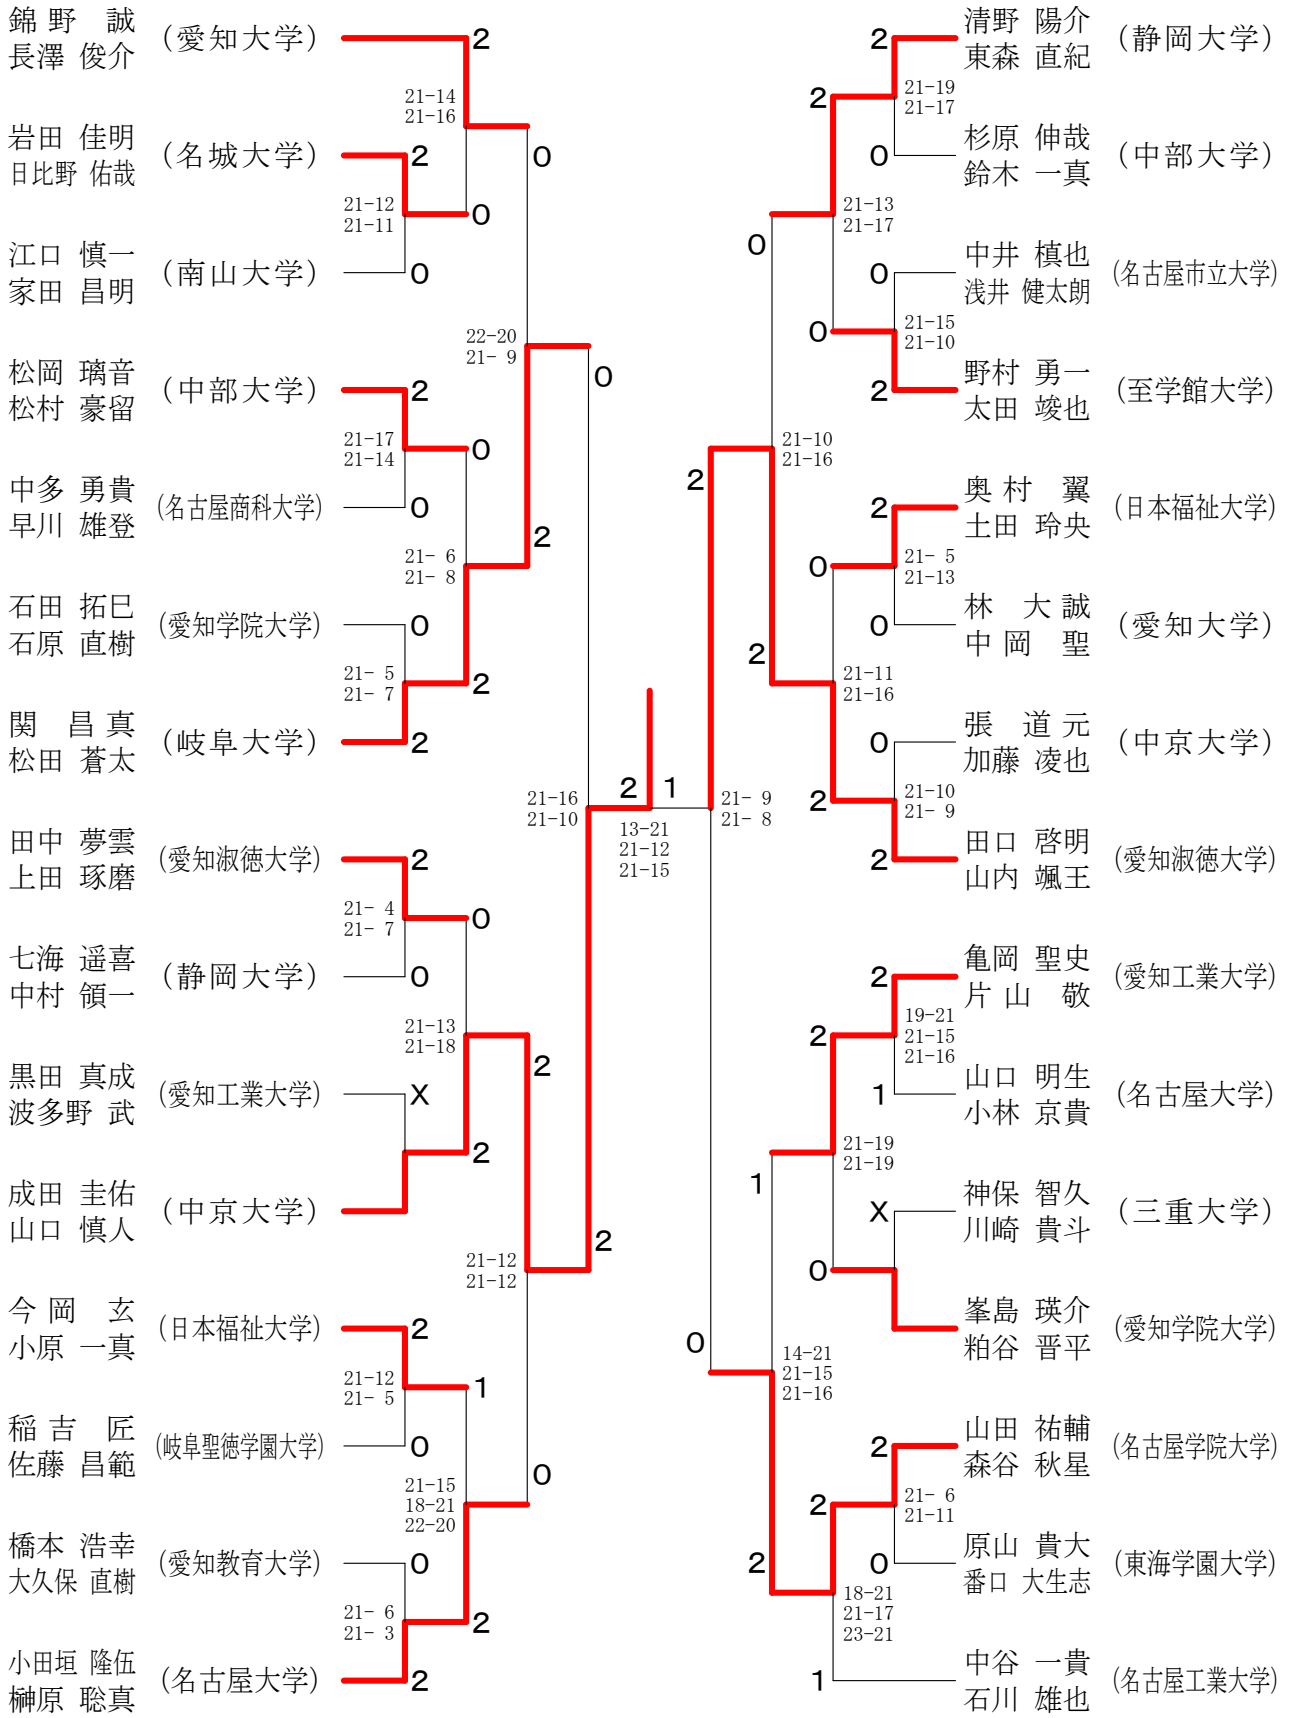 錦野 誠
長澤 俊介
(愛知大学)
2
21-14
21-16
0
岩田 佳明
日比野 佑哉
(名城大学)
2
21-12
21-11
0
江口 慎一
家田 昌明
(南山大学)
0
22-20
21- 9
0
松岡 璃音
松村 豪留
(中部大学)
2
21-17
21-14
0
中多 勇貴
早川 雄登
(名古屋商科大学)
0
2
21- 6
21- 8
石田 拓巳
石原 直樹
(愛知学院大学)
0
21- 5
21- 7
2
関 昌真
松田 蒼太
(岐阜大学)
2
21-16
21-10
田中 夢雲
上田 琢磨
(愛知淑徳大学)
2
21- 4
21- 7
0
七海 遥喜
中村 領一
(静岡大学)
0
21-13
21-18
2
黒田 真成
波多野 武
(愛知工業大学)
X
2
成田 圭佑
山口 慎人
(中京大学)
2
21-12
21-12
今岡 玄
小原 一真
(日本福祉大学)
2
21-12
21- 5
1
稲吉 匠
佐藤 昌範
(岐阜聖徳学園大学)
0
0
21-15
18-21
22-20
橋本 浩幸
大久保 直樹
(愛知教育大学)
0
21- 6
21- 3
2
小田垣 隆伍
榊原 聡真
(名古屋大学)
2
2
1
13-21
21-12
21-15
清野 陽介
東森 直紀
(静岡大学)
2
2
21-19
21-17
杉原 伸哉
鈴木 一真
(中部大学)
0
21-13
21-17
0
中井 槙也
浅井 健太朗
(名古屋市立大学)
0
0
21-15
21-10
野村 勇一
太田 竣也
(至学館大学)
2
21-10
21-16
2
奥村 翼
土田 玲央
(日本福祉大学)
2
0
21- 5
21-13
林 大誠
中岡 聖
(愛知大学)
0
2
21-11
21-16
張 道元
加藤 凌也
(中京大学)
0
2
21-10
21- 9
田口 啓明
山内 颯王
(愛知淑徳大学)
2
21- 9
21- 8
亀岡 聖史
片山 敬
(愛知工業大学)
2
2
19-21
21-15
21-16
山口 明生
小林 京貴
(名古屋大学)
1
21-19
21-19
1
神保 智久
川崎 貴斗
(三重大学)
X
0
峯島 瑛介
粕谷 晋平
(愛知学院大学)
0
14-21
21-15
21-16
山田 祐輔
森谷 秋星
(名古屋学院大学)
2
2
21- 6
21-11
原山 貴大
番口 大生志
(東海学園大学)
0
2
18-21
21-17
23-21
中谷 一貴
石川 雄也
(名古屋工業大学)
1